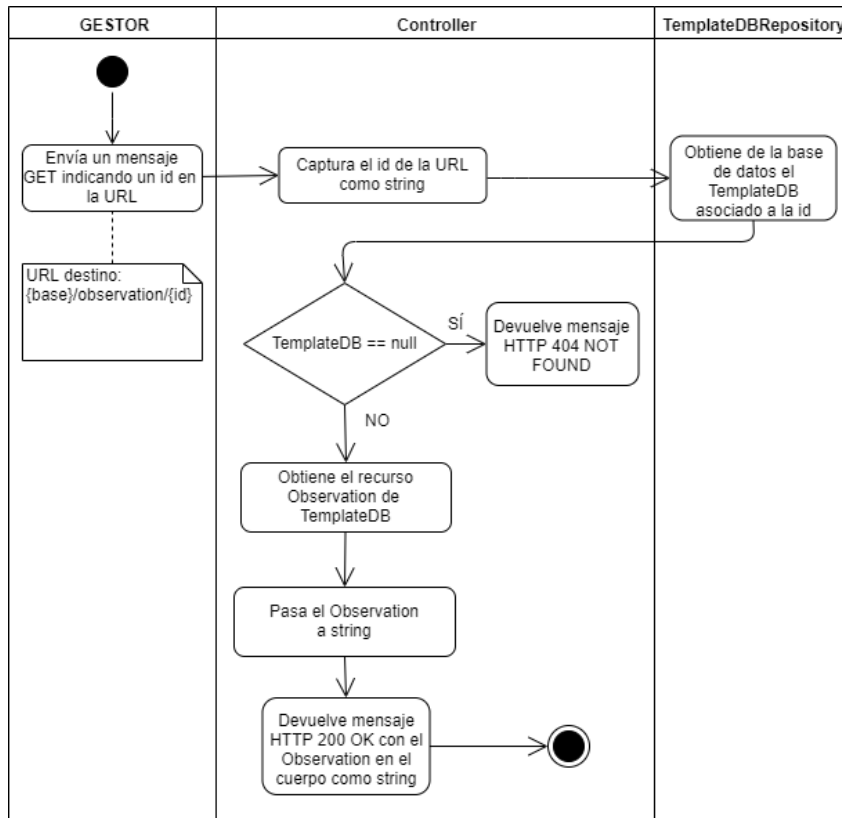 GESTOR
Controller
TemplateDBRepository
Envía un mensaje
GET indicando un id en
la URL
Captura el id de la URL
como string
Obtiene de la base
de datos el
TemplateDB
asociado a la id
URL destino:
{base}/observation/{id}
TemplateDB == null
SÍ
Devuelve mensaje
HTTP 404 NOT
FOUND
NO
Obtiene el recurso
Observation de
TemplateDB
Pasa el Observation
a string
Devuelve mensaje
HTTP 200 OK con el
Observation en el
cuerpo como string